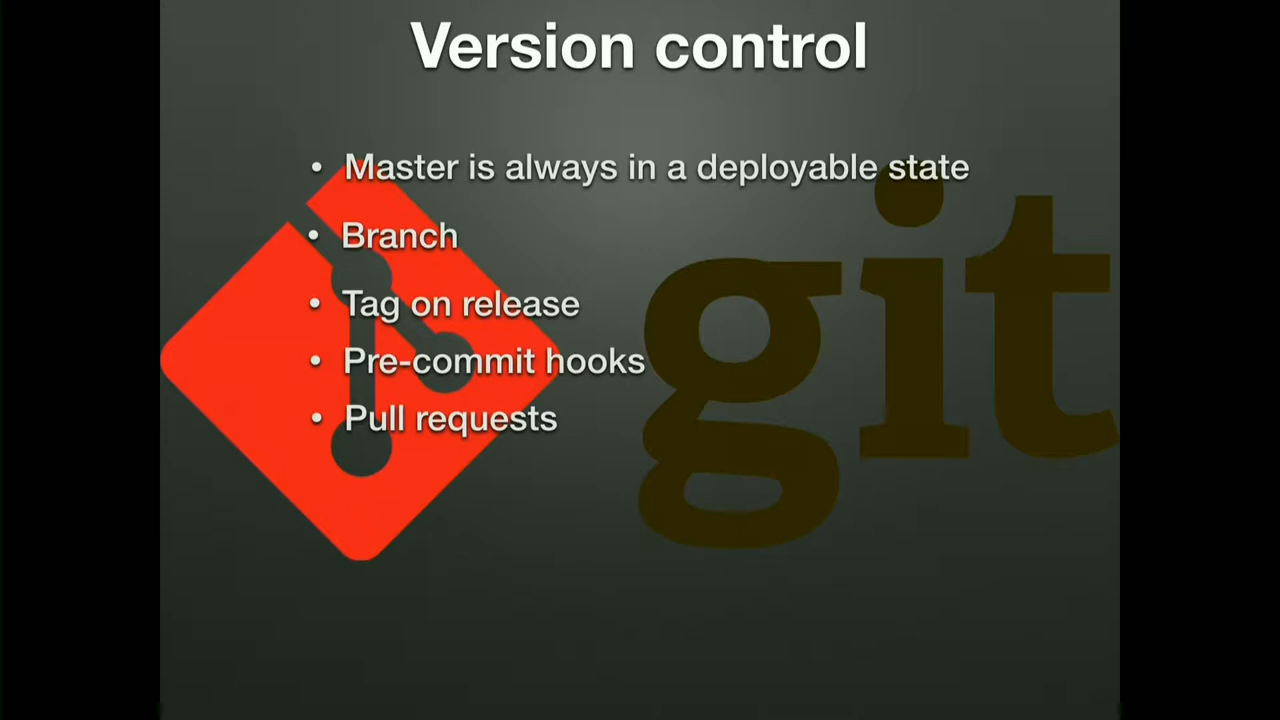 Version control
• Master is always in a deployable state
• Branch
• Tag on release
• Pre-commit hooks
• Pull requests
git